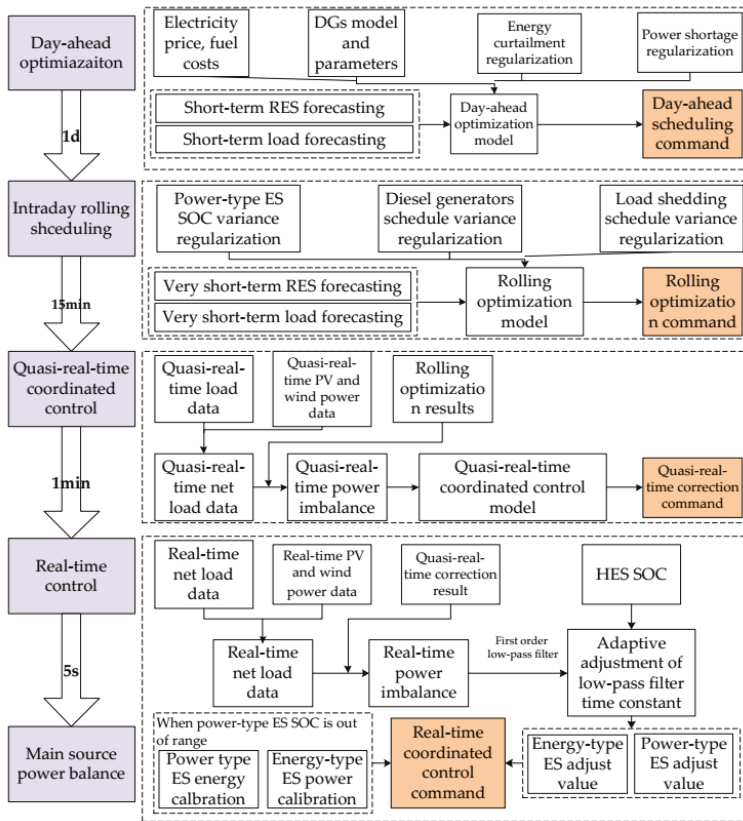 Day-ahead
optimiazaiton
1d
Intraday rolling
shceduling
15min
Quasi-real-time
coordinated
control
1min
Real-time
control
5s
Main source
power balance
Electricity
price, fuel
costs
DGs model
and
parameters
Energy
curtailment
regularization
Power shortage
regularization
Short-term RES forecasting
Short-term load forecasting
Day-ahead
optimization
model
Day-ahead
scheduling
command
Power-type ES
SOC variance
regularization
Diesel generators
schedule variance
regularization
Load shedding
schedule variance
regularization
Very short-term RES forecasting
Very short-term load forecasting
Rolling
optimization
model
Rolling
optimizatio
n command
Quasi-real-
time load
data
Quasi-real-
time PV and
wind power
data
Rolling
optimizatio
n results
Quasi-real-
time net
load data
Quasi-real-
time power
imbalance
Quasi-real-time
coordinated control
model
Quasi-real-
time correction
command
Real-time
net load
data
Real-time PV
and wind
power data
Quasi-real-
time correction
result
HES SOC
Real-time
net load
data
Real-time
power
imbalance
First order
low-pass filter
Adaptive
adjustment of
low-pass filter
time constant
When power-type ES SOC is out
of range
Power type
ES energy
calbration
Energy-type
ES power
calibration
Real-time
coordinated
control
command
Energy-type
ES adjust
value
Power-type
ES adjust
value